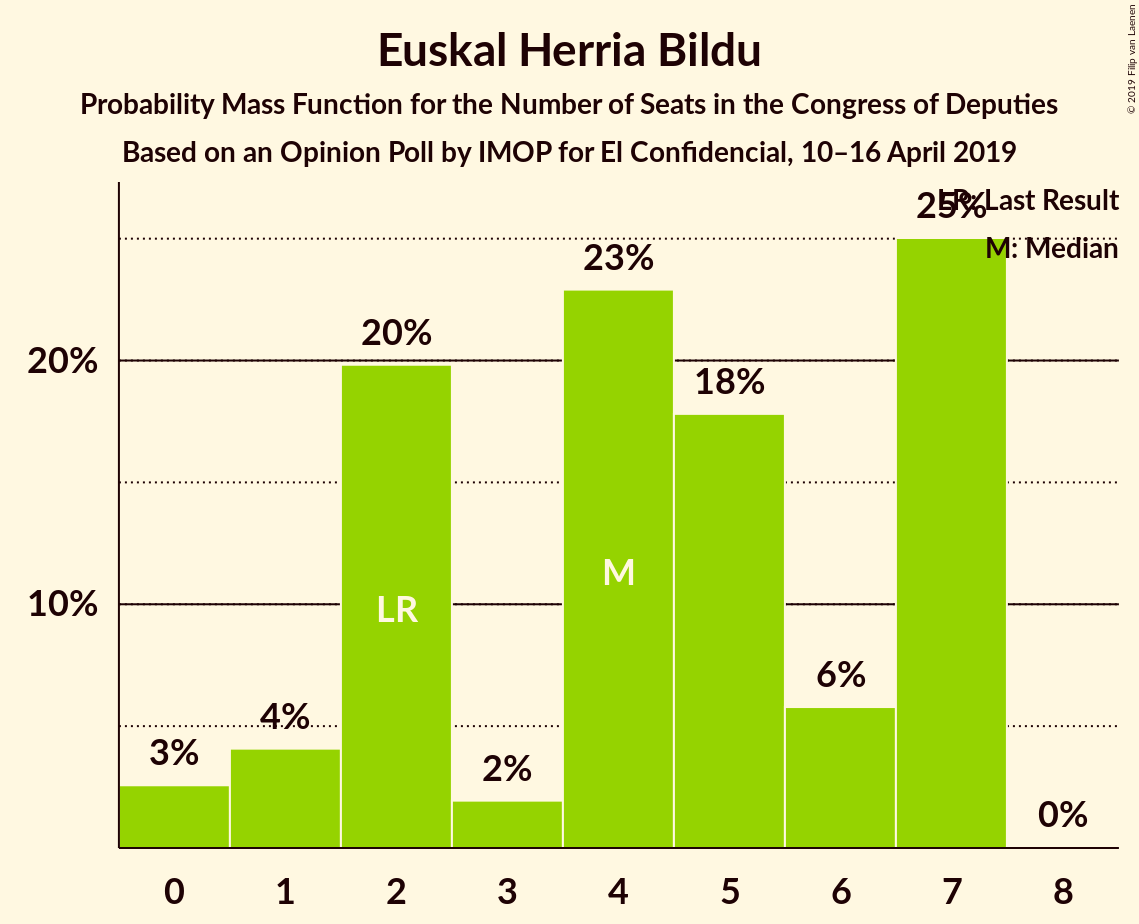 Euskal Herria Bildu
Probability Mass Function for the Number of Seats in the Congress of Deputies
Based on an Opinion Poll by IMOP for El Confidencial, 10–16 April 2019
© 2019 Filip van Laenen
LR: Last Result
M: Median
25%
23%
20%
20%
18%
M
10%
LR
6%
4%
3%
2%
0%
0 1 2 3 4 5 6 7 8